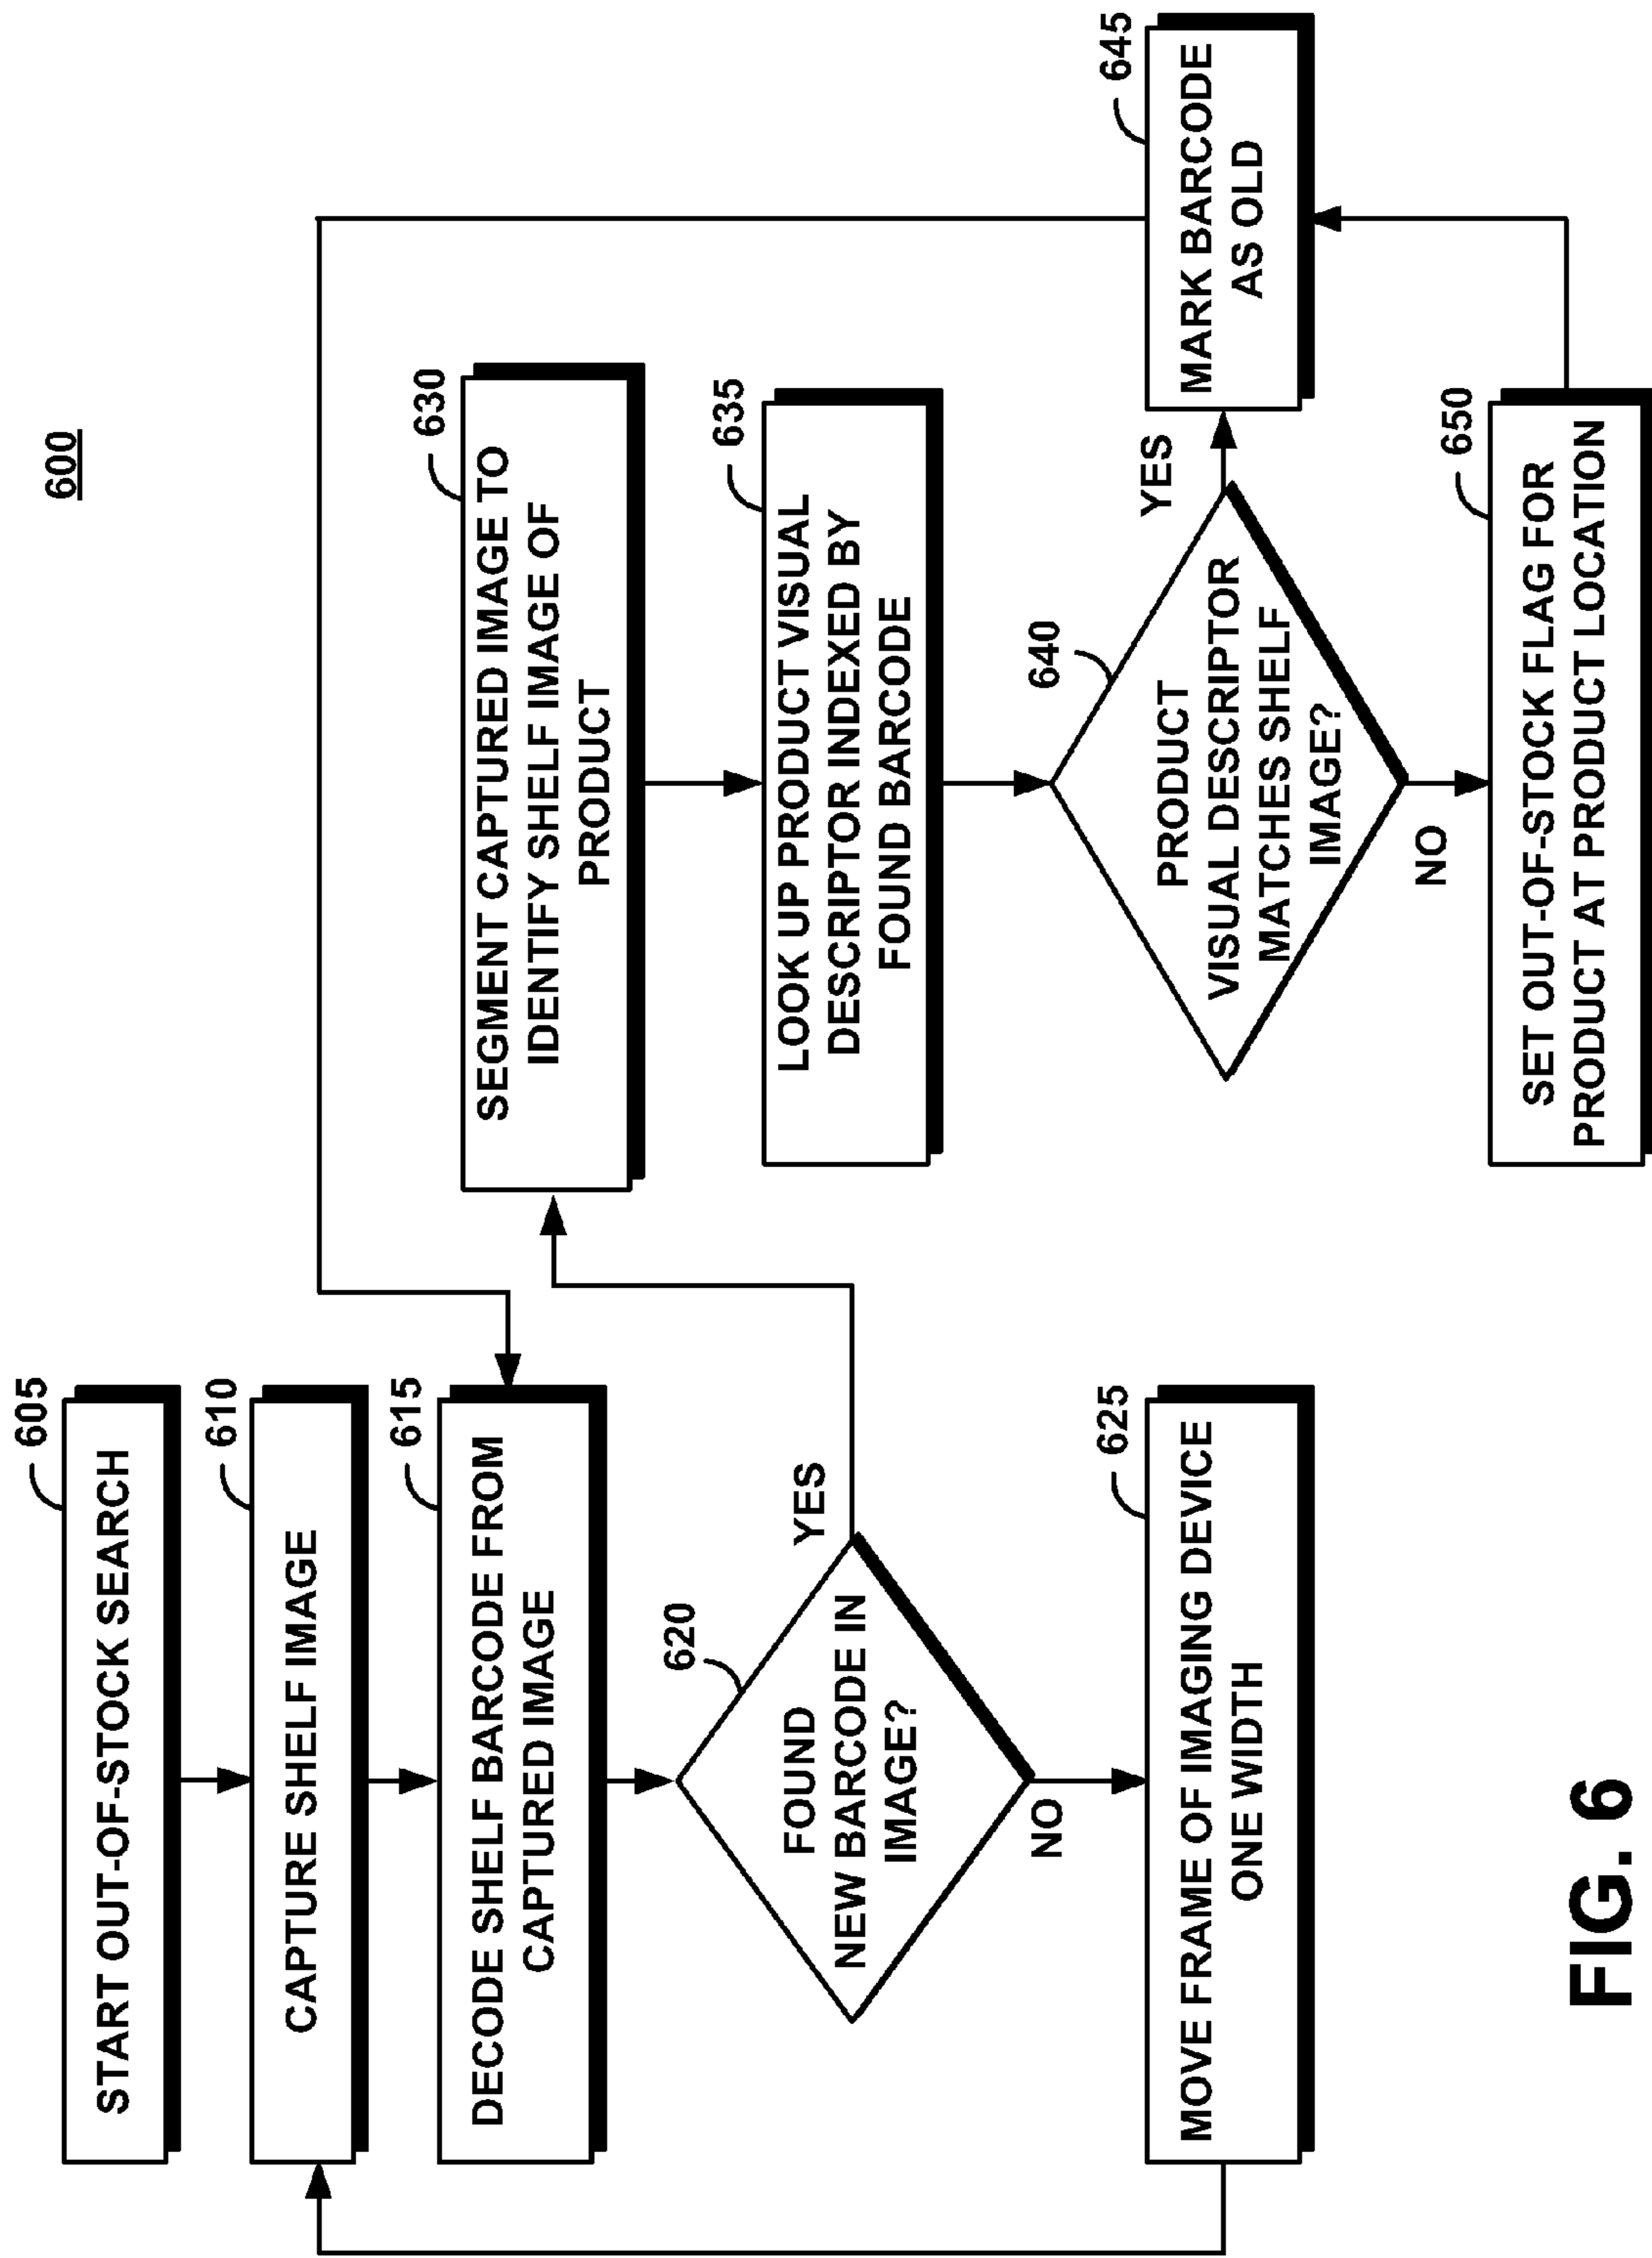 600
605
START OUT-OF-STOCK SEARCH
610
CAPTURE SHELF IMAGE
615
DECODE SHELF BARCODE FROM
CAPTURED IMAGE
620
FOUND
NEW BARCODE IN
IMAGE?
YES
NO
625
MOVE FRAME OF IMAGING DEVICE
ONE WIDTH
630
SEGMENT CAPTURED IMAGE TO
IDENTIFY SHELF IMAGE OF
PRODUCT
635
LOOK UP PRODUCT VISUAL
DESCRIPTOR INDEXED BY
FOUND BARCODE
640
PRODUCT
VISUAL DESCRIPTOR
MATCHES SHELF
IMAGE?
YES
NO
645
MARK BARCODE
AS OLD
650
SET OUT-OF-STOCK FLAG FOR
PRODUCT AT PRODUCT LOCATION
FIG. 6